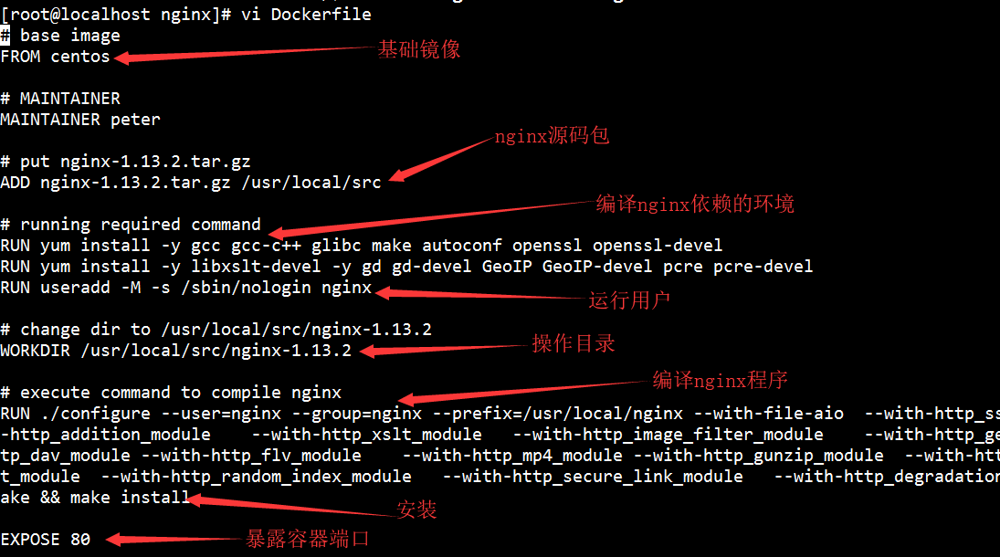 [root@localhost nginx]# vi Dockerfile
# base image
FROM centos
基础镜像
# MAINTAINER
MAINTAINER peter
nginx源码包
# put nginx-1.13.2.tar.gz
ADD nginx-1.13.2.tar.gz /usr/local/src
编译nginx依赖的环境
# running required command
RUN yum install -y gcc gcc-c++ glibc make autoconf openssl openssl-devel
RUN yum install -y libxslt-devel -y gd gd-devel GeoIP GeoIP-devel pcre pcre-devel
RUN useradd -M -s /sbin/nologin nginx
运行用户
# change dir to /usr/local/src/nginx-1.13.2
WORKDIR /usr/local/src/nginx-1.13.2
操作目录
编译nginx程序
# execute command to compile nginx
RUN ./configure --user=nginx --group=nginx --prefix=/usr/local/nginx --with-file-aio --with-http_ss
-http_addition_module --with-http_xslt_module --with-http_image_filter_module --with-http_ge
tp_dav_module --with-http_flv_module --with-http_mp4_module --with-http_gunzip_module --with-htt
t_module --with-http_random_index_module --with-http_secure_link_module --with-http_degradation
ake && make install
安装
EXPOSE 80
暴露容器端口